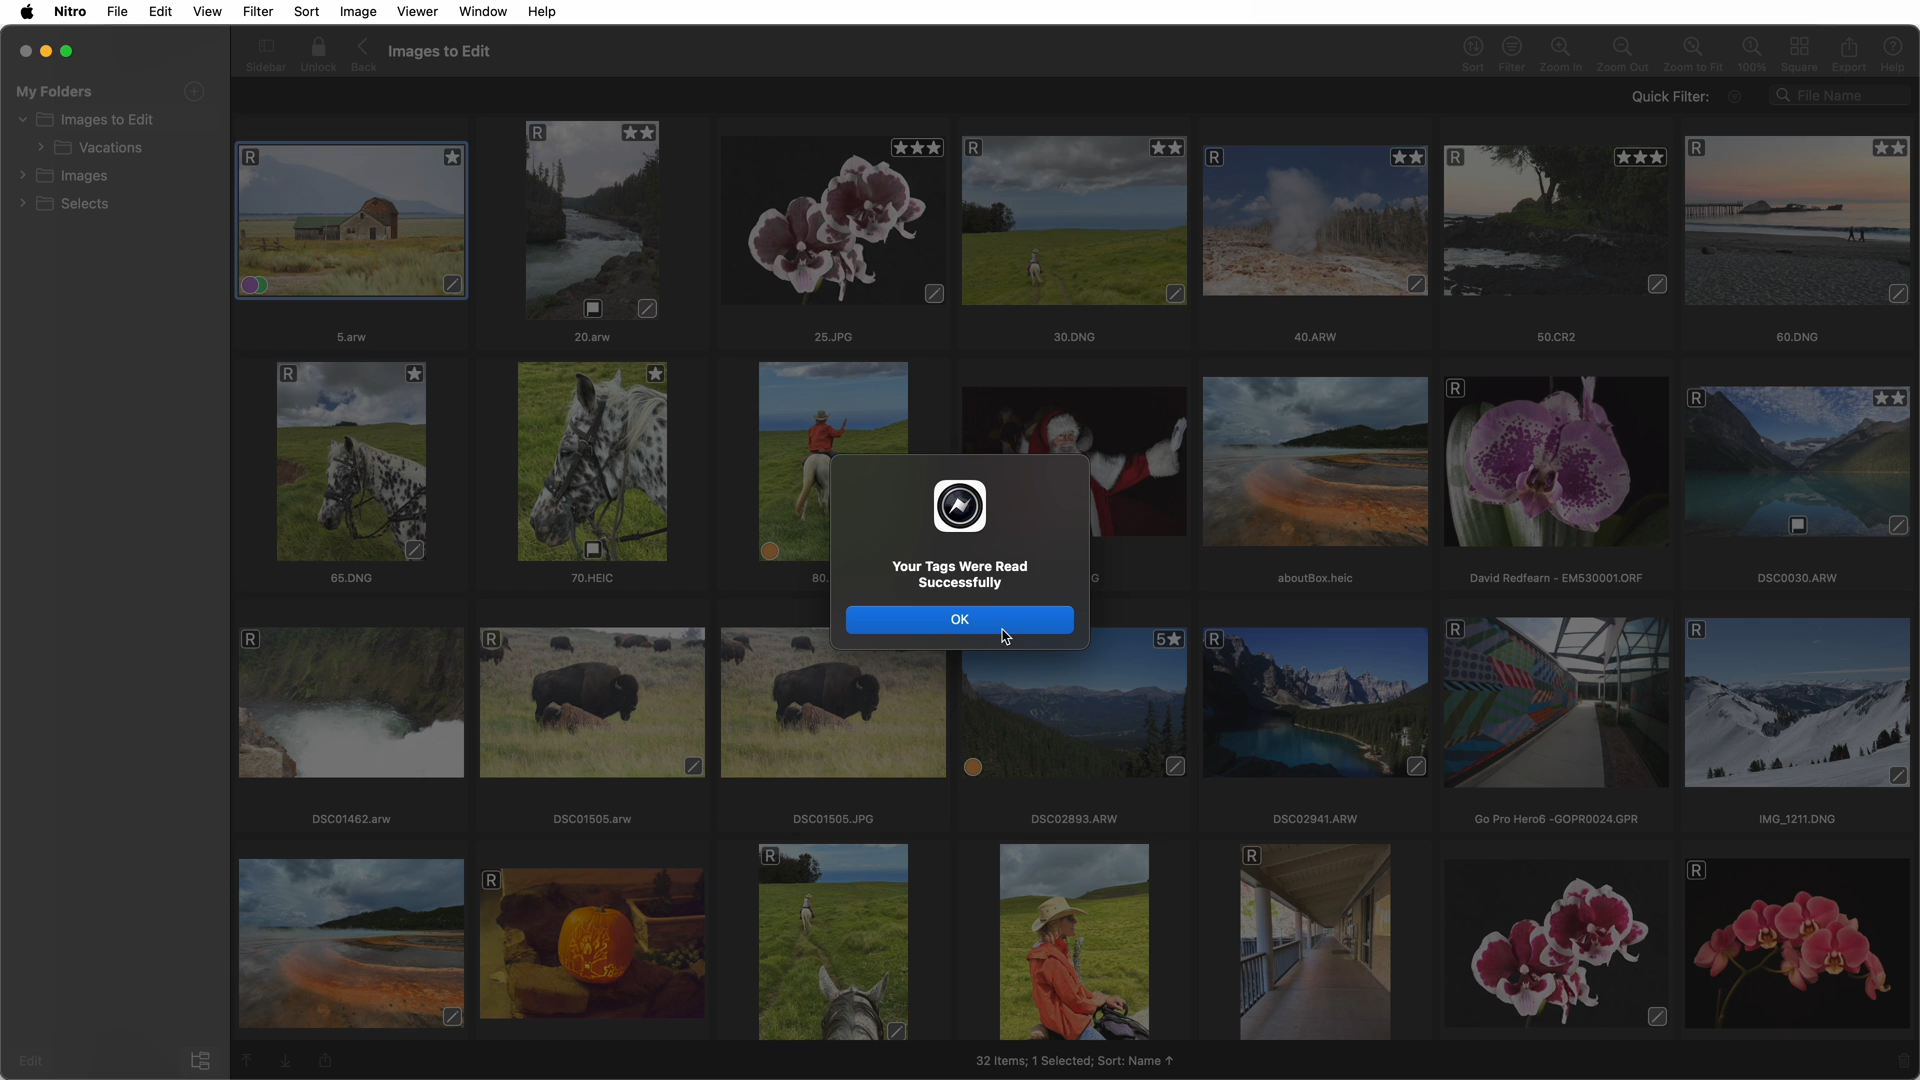 Nitro File Edit View Filter Sort Image Viewer Window Help
Images to Edit
Sidebar Unlock Back
Sort Filter Zoom In Zoom Out Zoom to Fit 100% Square Export Help
My Folders
Images to Edit
Vacations
Images
Selects
Quick Filter: File Name
R R R R R R
5.arw 20.arw 25.JPG 30.DNG 40.ARW 50.CR2 60.DNG
R R R
65.DNG 70.HEIC 80. G aboutBox.heic David Redfearn - EM530001.ORF DSC0030.ARW
Your Tags Were Read
Successfully
OK
R R 5★ R R R
DSC01462.arw DSC01505.arw DSC01505.JPG DSC02893.ARW DSC02941.ARW Go Pro Hero6 -GOPR0024.GPR IMG_1211.DNG
R R R R
Edit
32 Items; 1 Selected; Sort: Name ↑